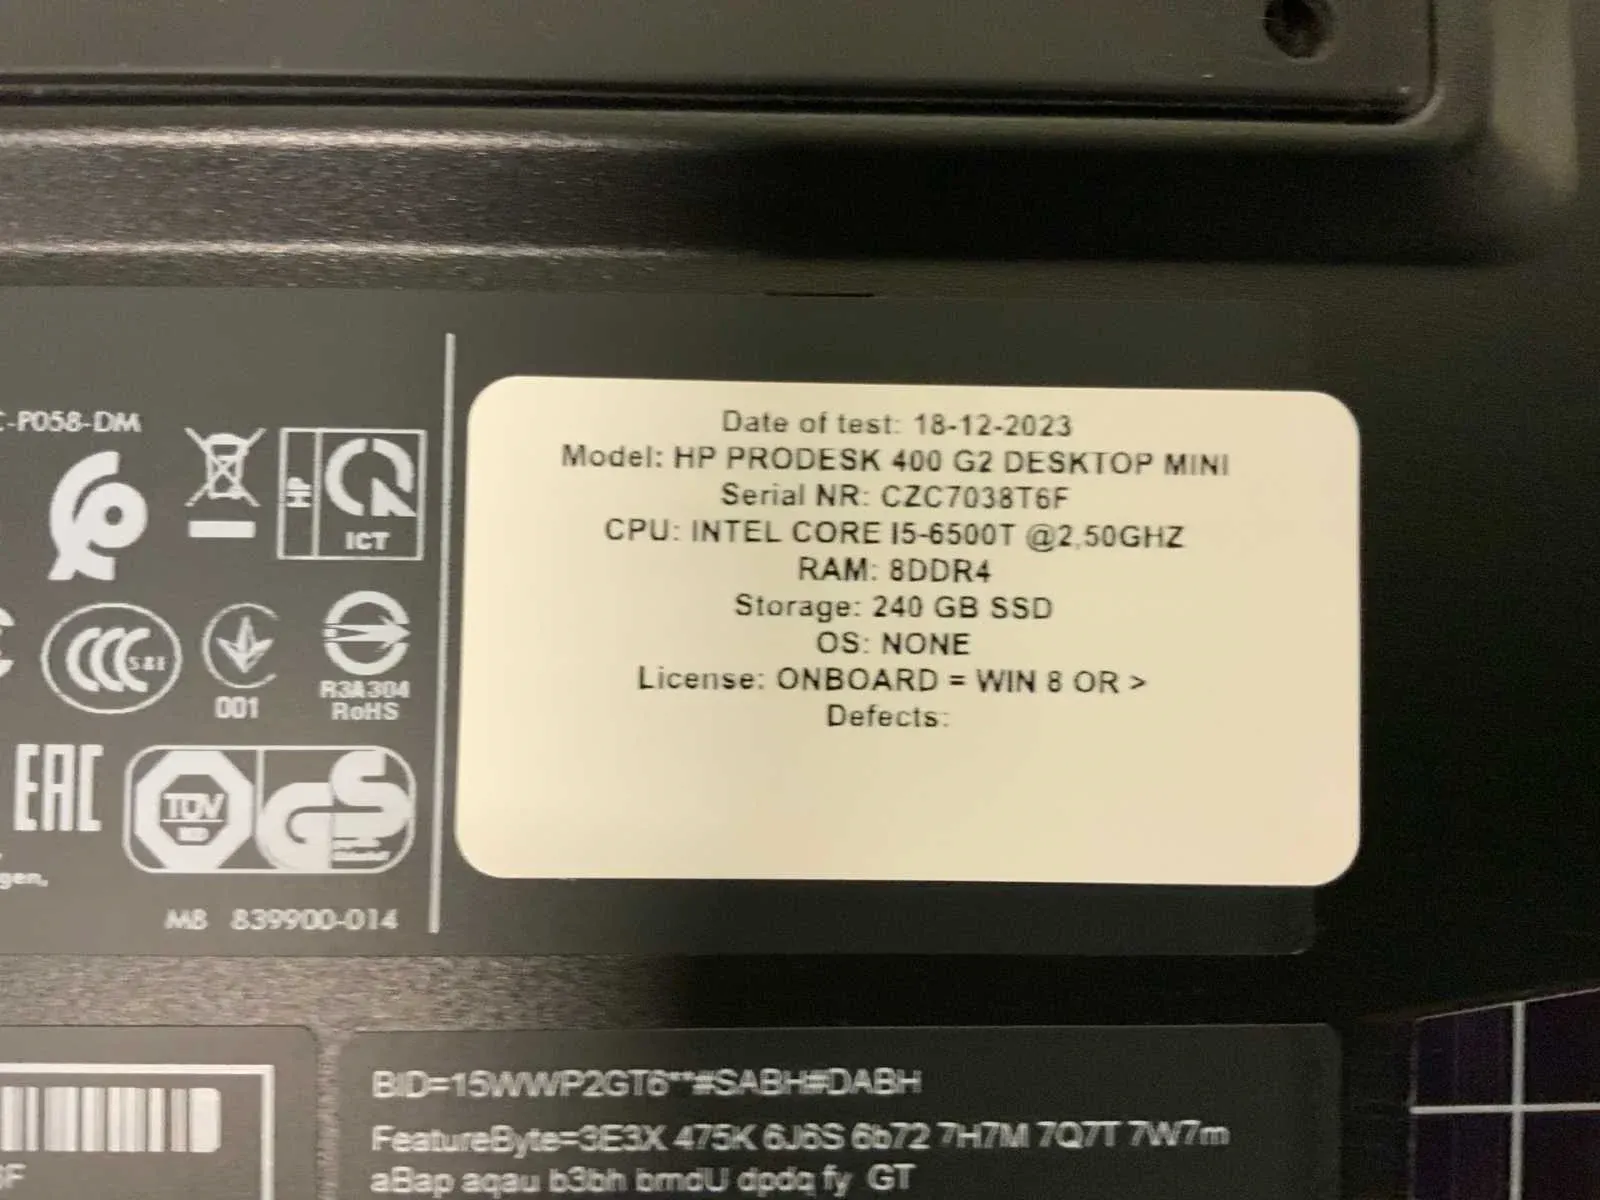 C-P058-DM
HP
ICT
S&E
001
R3A304
RoHS
EAC
TUV
GS
gen.
M8 839900-014
Date of test: 18-12-2023
Model: HP PRODESK 400 G2 DESKTOP MINI
Serial NR: CZC7038T6F
CPU: INTEL CORE I5-6500T @2,50GHZ
RAM: 8DDR4
Storage: 240 GB SSD
OS: NONE
License: ONBOARD = WIN 8 OR >
Defects:
BID=15WWP2GT6**#SABH#DABH
FeatureByte=3E3X 475K 6J6S 6b72 7H7M 7Q7T 7W7m
aBap aqau b3bh bmdU dpdq fy GT